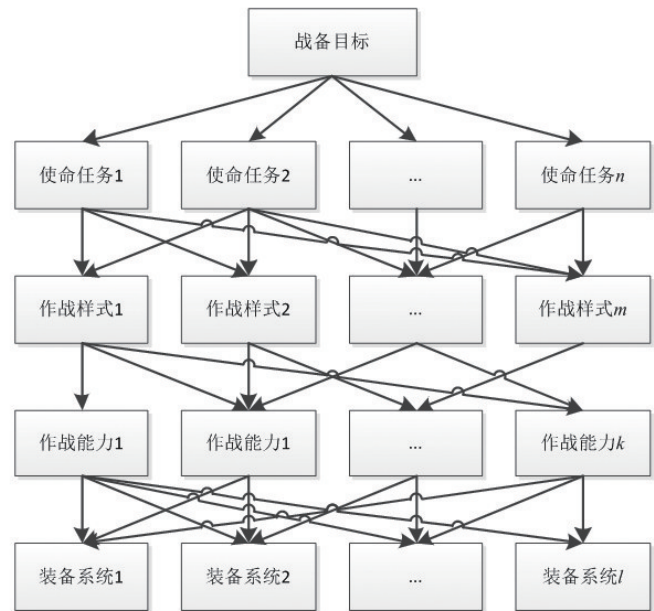 战备目标
使命任务1
使命任务2
...
使命任务n
作战样式1
作战样式2
...
作战样式m
作战能力1
作战能力1
...
作战能力k
装备系统1
装备系统2
...
装备系统l